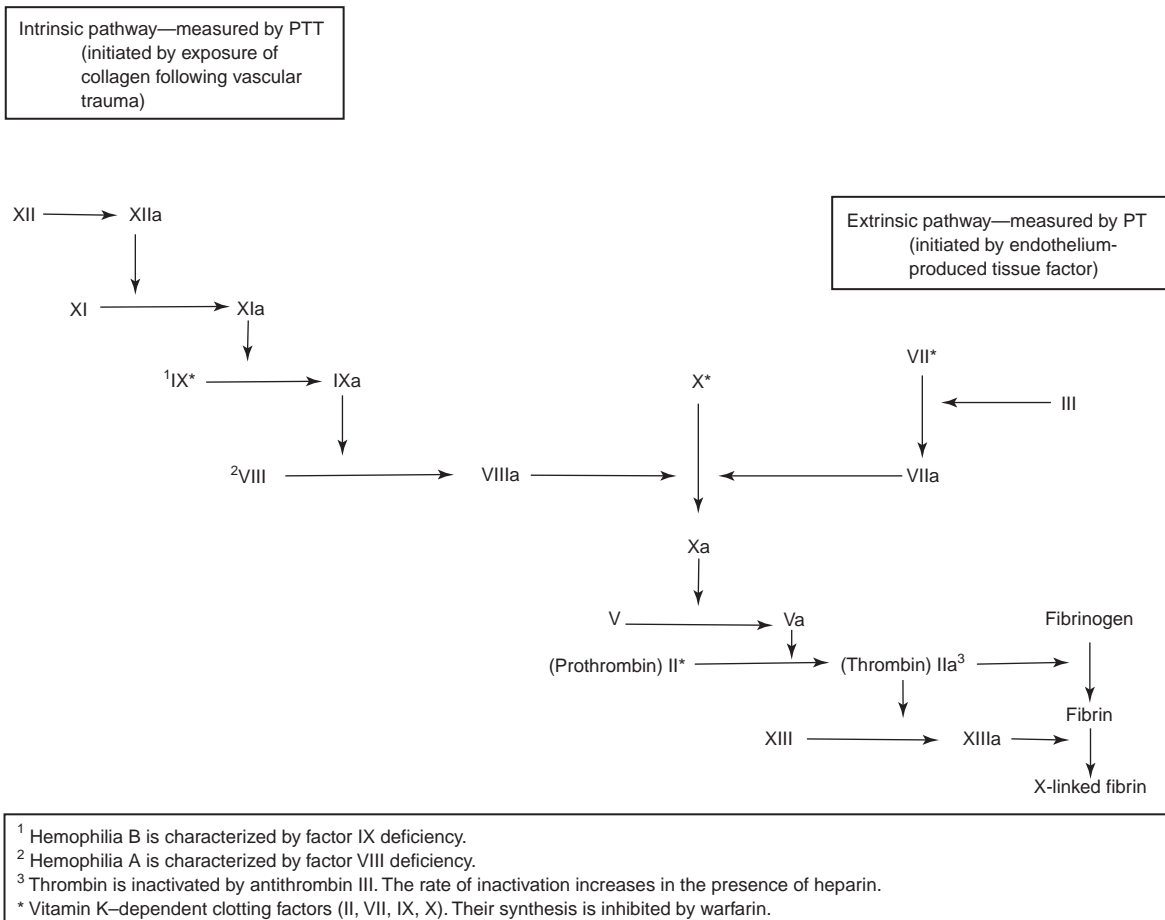 Intrinsic pathway—measured by PTT
(initiated by exposure of
collagen following vascular
trauma)
XII XIIa
Extrinsic pathway—measured by PT
(initiated by endothelium-
produced tissue factor)
XI XIa
VII*
¹IX* IXa X*
III
²VIII VIIIa VIIa
Xa
V Va Fibrinogen
(Prothrombin) II* (Thrombin) IIa³
Fibrin
XIII XIIIa
X-linked fibrin
¹ Hemophilia B is characterized by factor IX deficiency.
² Hemophilia A is characterized by factor VIII deficiency.
³ Thrombin is inactivated by antithrombin III. The rate of inactivation increases in the presence of heparin.
* Vitamin K–dependent clotting factors (II, VII, IX, X). Their synthesis is inhibited by warfarin.